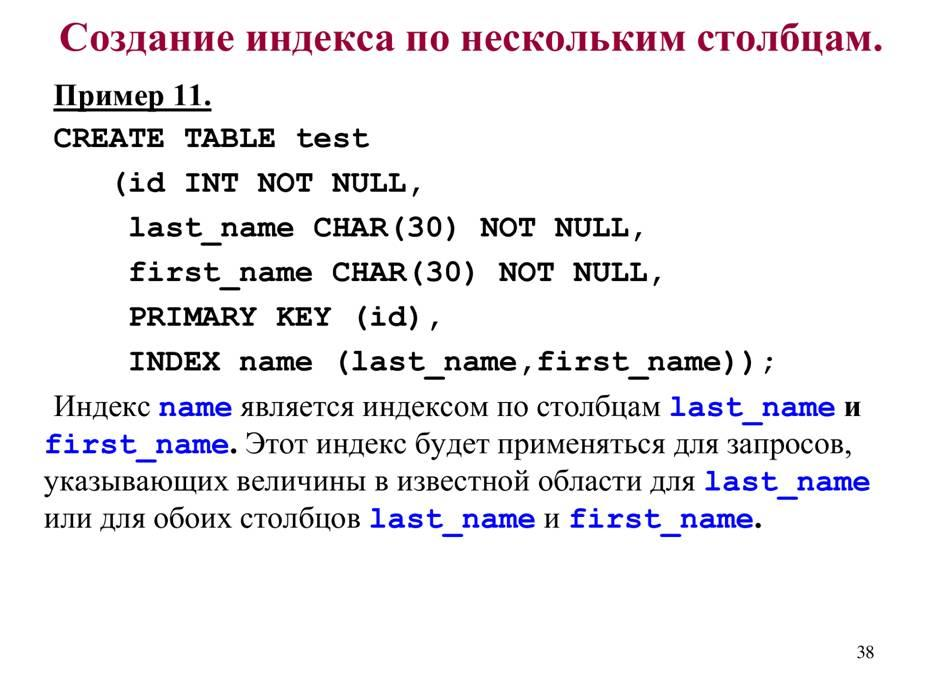 Создание индекса по нескольким столбцам.
Пример 11.
CREATE TABLE test
(id INT NOT NULL,
last_name CHAR(30) NOT NULL,
first_name CHAR(30) NOT NULL,
PRIMARY KEY (id),
INDEX name (last_name,first_name));
Индекс name является индексом по столбцам last_name и
first_name. Этот индекс будет применяться для запросов,
указывающих величины в известной области для last_name
или для обоих столбцов last_name и first_name.
38